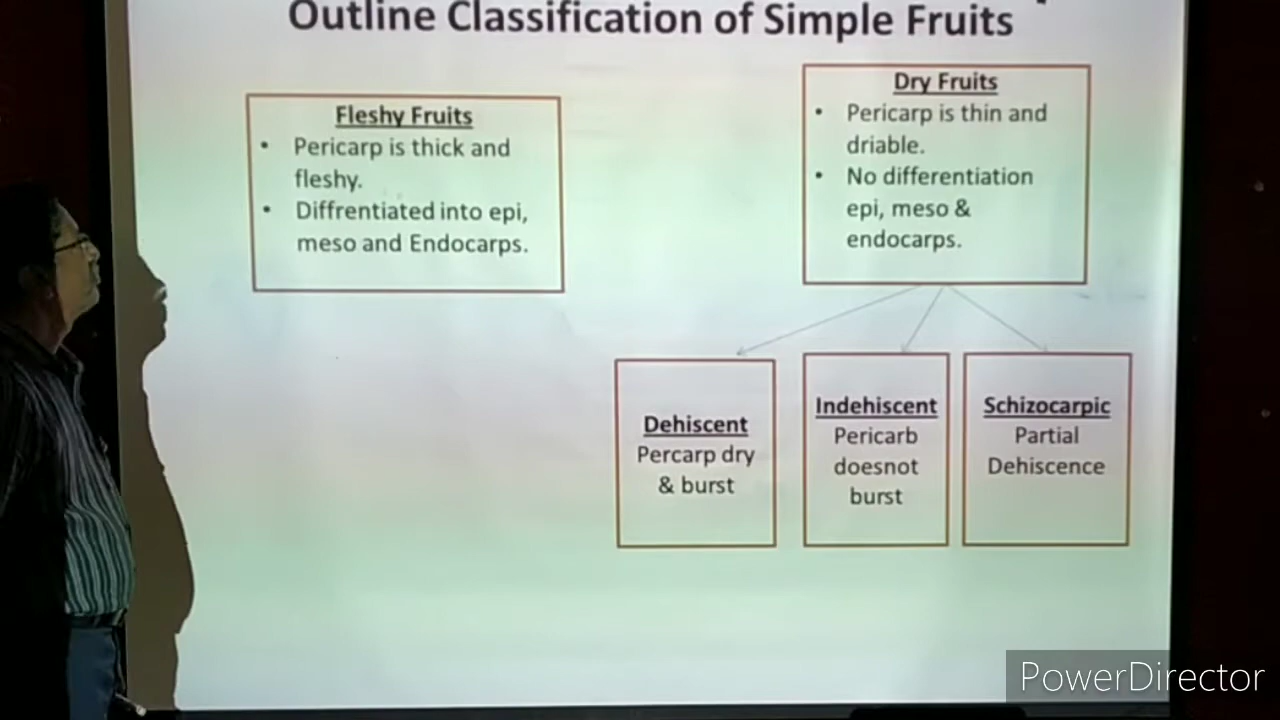 Outline Classification of Simple Fruits
Fleshy Fruits
• Pericarp is thick and
fleshy.
• Diffrentiated into epi,
meso and Endocarps.
Dry Fruits
• Pericarp is thin and
driable.
• No differentiation
epi, meso &
endocarps.
Dehiscent
Percarp dry
& burst
Indehiscent
Pericarb
doesnot
burst
Schizocarpic
Partial
Dehiscence
PowerDirector